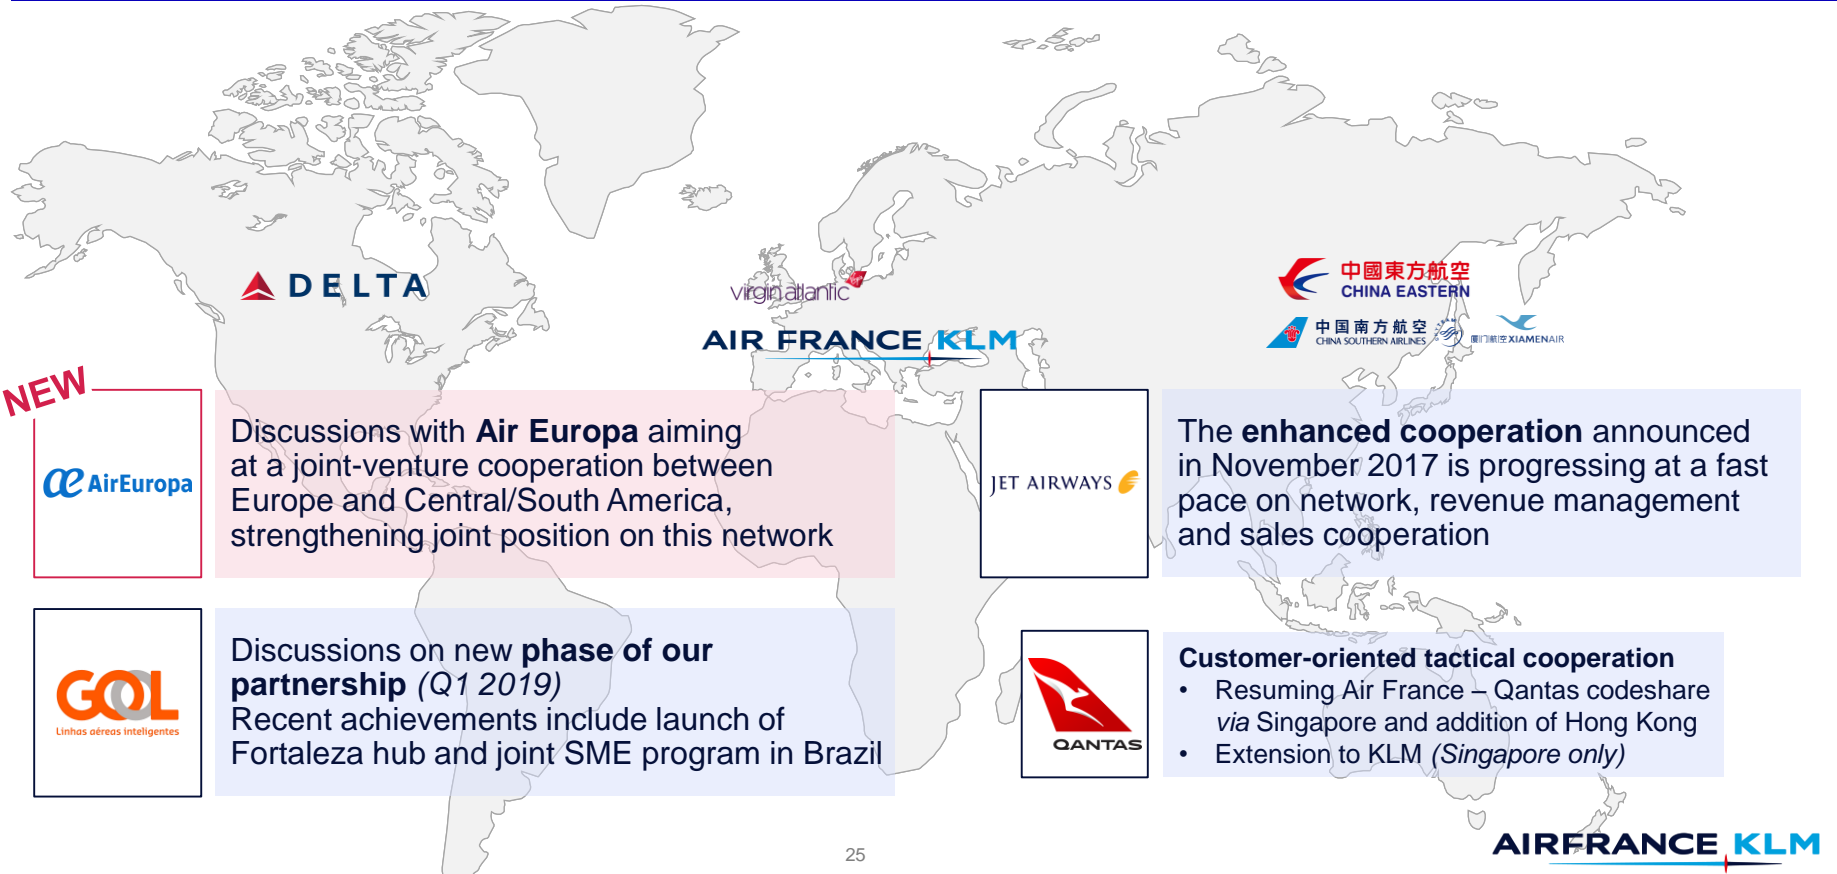 DELTA
virgin atlantic
AIR FRANCE KLM
中國東方航空
CHINA EASTERN
中国南方航空
CHINA SOUTHERN AIRLINES
厦门航空 XIAMENAIR
NEW
AirEuropa
Discussions with Air Europa aiming
at a joint-venture cooperation between
Europe and Central/South America,
strengthening joint position on this network
JET AIRWAYS
The enhanced cooperation announced
in November 2017 is progressing at a fast
pace on network, revenue management
and sales cooperation
GOL
Linhas aéreas inteligentes
Discussions on new phase of our
partnership (Q1 2019)
Recent achievements include launch of
Fortaleza hub and joint SME program in Brazil
QANTAS
Customer-oriented tactical cooperation
• Resuming Air France – Qantas codeshare
via Singapore and addition of Hong Kong
• Extension to KLM (Singapore only)
25
AIRFRANCE KLM